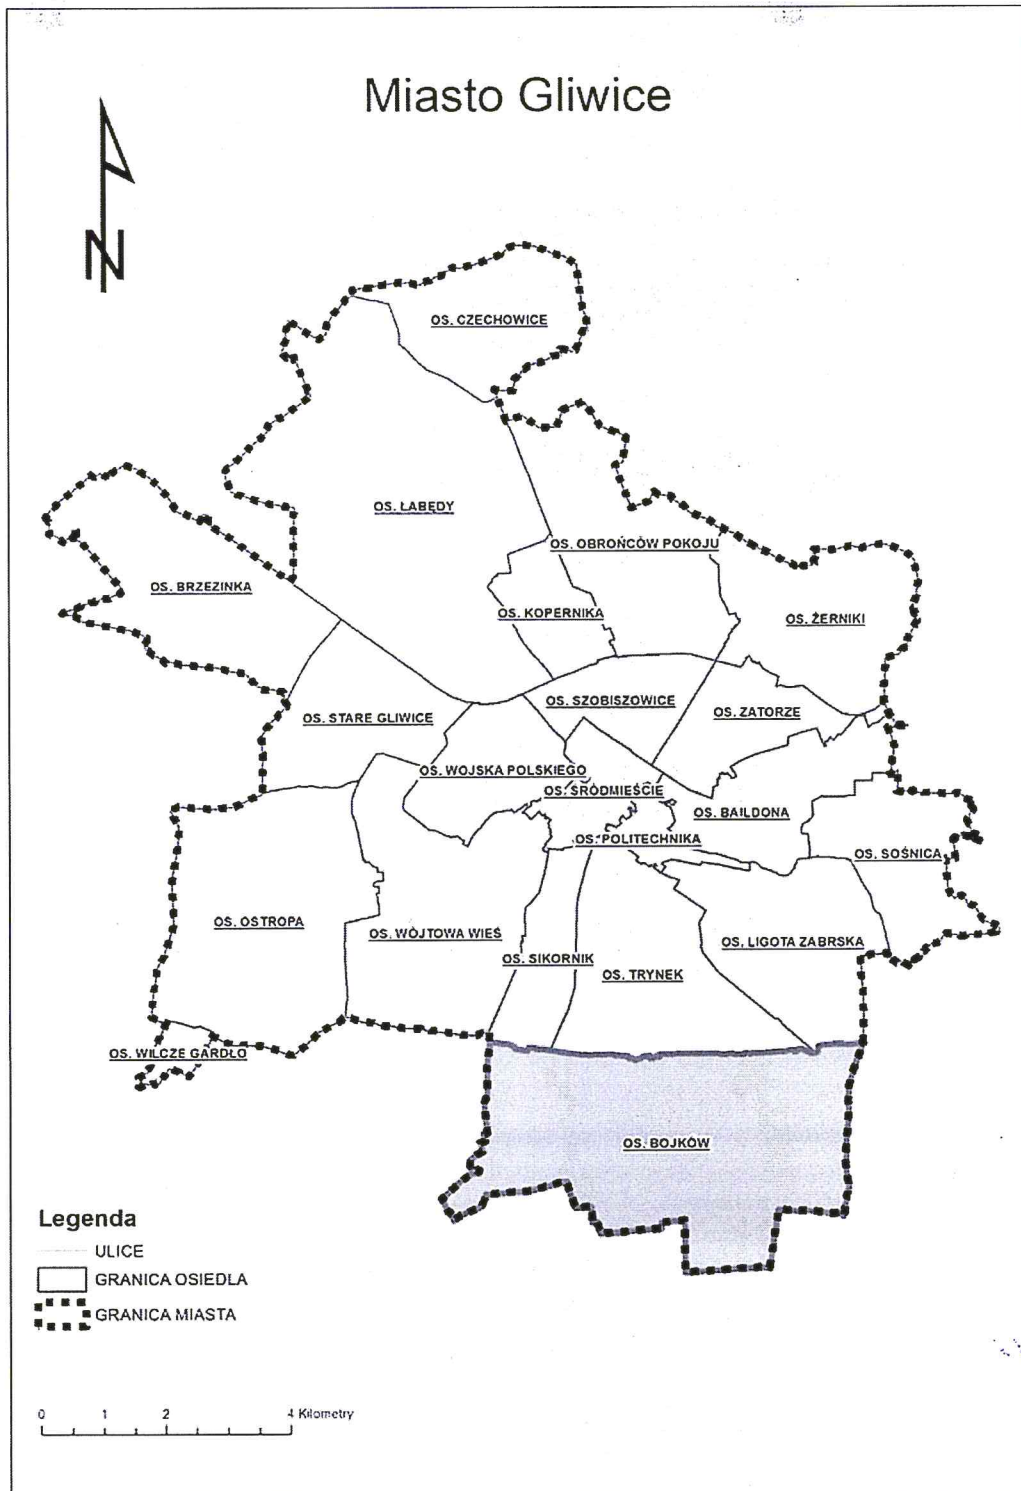 Miasto Gliwice
N
OS. CZECHOWICE
OS. ŁABĘDY
OS. OBROŃCÓW POKOJU
OS. BRZEZINKA
OS. KOPERNIKA
OS. ŻERNIKI
OS. SZOBISZOWICE
OS. STARE GLIWICE
OS. ZATORZE
OS. WOJSKA POLSKIEGO
OS. ŚRÓDMIEŚCIE
OS. BAILDONA
OS. POLITECHNIKA
OS. SOŚNICA
OS. OSTROPA
OS. WÓJTOWA WIEŚ
OS. LIGOTA ZABRSKA
OS. SIKORNIK
OS. TRYNEK
OS. WILCZE GARDŁO
OS. BOJKÓW
Legenda
ULICE
GRANICA OSIEDLA
GRANICA MIASTA
0 1 2 4 Kilometry